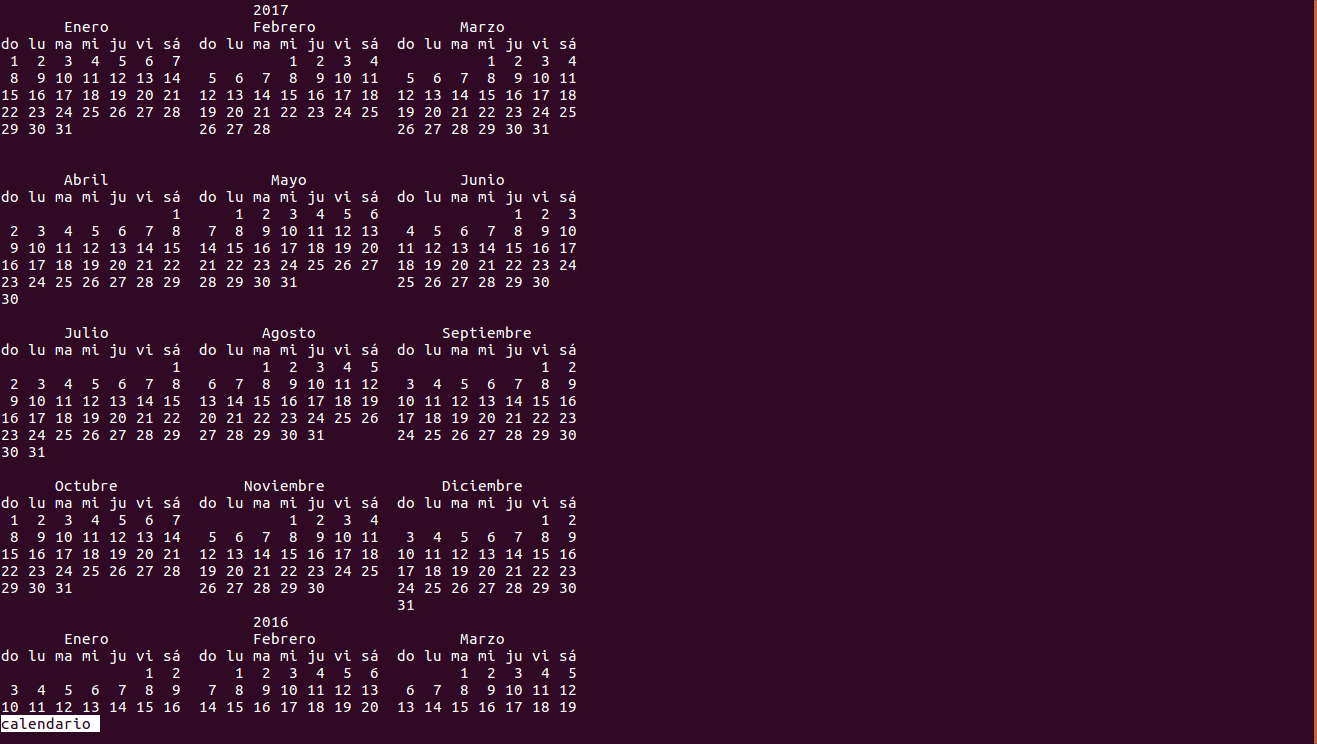 2017
       Enero                Febrero                Marzo
do lu ma mi ju vi sá  do lu ma mi ju vi sá  do lu ma mi ju vi sá
 1  2  3  4  5  6  7            1  2  3  4            1  2  3  4
 8  9 10 11 12 13 14   5  6  7  8  9 10 11   5  6  7  8  9 10 11
15 16 17 18 19 20 21  12 13 14 15 16 17 18  12 13 14 15 16 17 18
22 23 24 25 26 27 28  19 20 21 22 23 24 25  19 20 21 22 23 24 25
29 30 31              26 27 28              26 27 28 29 30 31

       Abril                  Mayo                 Junio
do lu ma mi ju vi sá  do lu ma mi ju vi sá  do lu ma mi ju vi sá
                   1      1  2  3  4  5  6               1  2  3
 2  3  4  5  6  7  8   7  8  9 10 11 12 13   4  5  6  7  8  9 10
 9 10 11 12 13 14 15  14 15 16 17 18 19 20  11 12 13 14 15 16 17
16 17 18 19 20 21 22  21 22 23 24 25 26 27  18 19 20 21 22 23 24
23 24 25 26 27 28 29  28 29 30 31           25 26 27 28 29 30
30

       Julio                 Agosto              Septiembre
do lu ma mi ju vi sá  do lu ma mi ju vi sá  do lu ma mi ju vi sá
                   1         1  2  3  4  5                  1  2
 2  3  4  5  6  7  8   6  7  8  9 10 11 12   3  4  5  6  7  8  9
 9 10 11 12 13 14 15  13 14 15 16 17 18 19  10 11 12 13 14 15 16
16 17 18 19 20 21 22  20 21 22 23 24 25 26  17 18 19 20 21 22 23
23 24 25 26 27 28 29  27 28 29 30 31        24 25 26 27 28 29 30
30 31

      Octubre              Noviembre             Diciembre
do lu ma mi ju vi sá  do lu ma mi ju vi sá  do lu ma mi ju vi sá
 1  2  3  4  5  6  7            1  2  3  4                  1  2
 8  9 10 11 12 13 14   5  6  7  8  9 10 11   3  4  5  6  7  8  9
15 16 17 18 19 20 21  12 13 14 15 16 17 18  10 11 12 13 14 15 16
22 23 24 25 26 27 28  19 20 21 22 23 24 25  17 18 19 20 21 22 23
29 30 31              26 27 28 29 30        24 25 26 27 28 29 30
                                            31
                            2016
       Enero                Febrero                Marzo
do lu ma mi ju vi sá  do lu ma mi ju vi sá  do lu ma mi ju vi sá
                1  2      1  2  3  4  5  6         1  2  3  4  5
 3  4  5  6  7  8  9   7  8  9 10 11 12 13   6  7  8  9 10 11 12
10 11 12 13 14 15 16  14 15 16 17 18 19 20  13 14 15 16 17 18 19
calendario